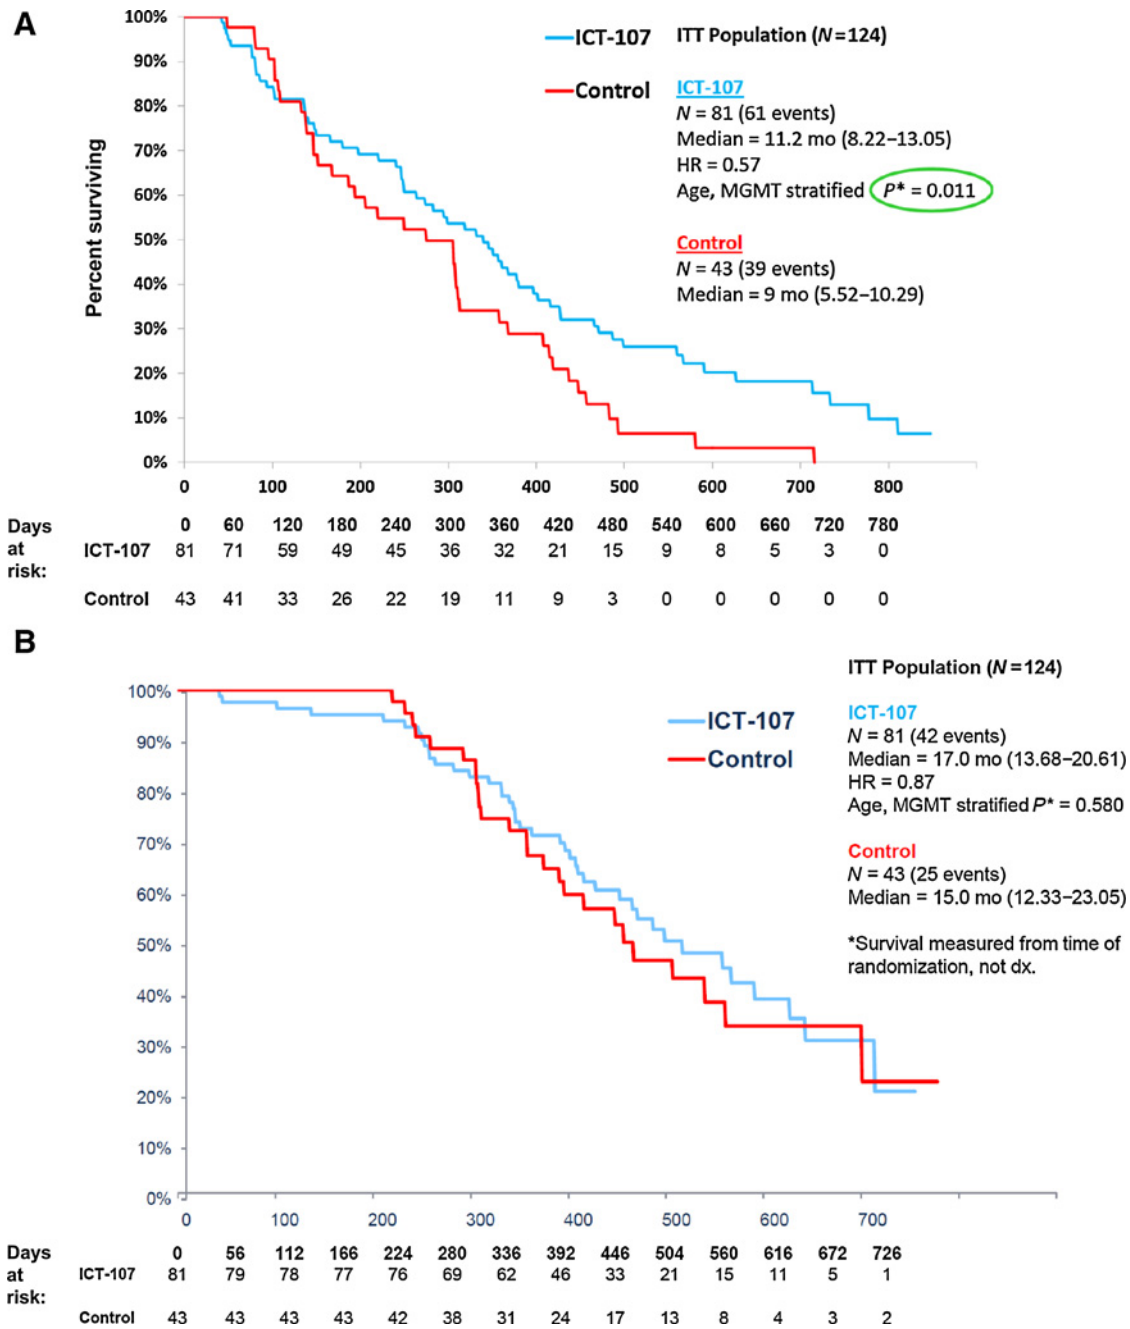 A
100%
90%
80%
70%
60%
50%
40%
30%
20%
10%
0%
Percent surviving
ICT-107
Control
ITT Population (N=124)
ICT-107
N = 81 (61 events)
Median = 11.2 mo (8.22–13.05)
HR = 0.57
Age, MGMT stratified P* = 0.011
Control
N = 43 (39 events)
Median = 9 mo (5.52–10.29)
0 100 200 300 400 500 600 700 800
Days at risk: 0 60 120 180 240 300 360 420 480 540 600 660 720 780
ICT-107 81 71 59 49 45 36 32 21 15 9 8 5 3 0
Control 43 41 33 26 22 19 11 9 3 0 0 0 0 0
B
100%
90%
80%
70%
60%
50%
40%
30%
20%
10%
0%
ICT-107
Control
ITT Population (N=124)
ICT-107
N = 81 (42 events)
Median = 17.0 mo (13.68–20.61)
HR = 0.87
Age, MGMT stratified P* = 0.580
Control
N = 43 (25 events)
Median = 15.0 mo (12.33–23.05)
*Survival measured from time of
randomization, not dx.
0 100 200 300 400 500 600 700
Days at risk: 0 56 112 166 224 280 336 392 446 504 560 616 672 726
ICT-107 81 79 78 77 76 69 62 46 33 21 15 11 5 1
Control 43 43 43 43 42 38 31 24 17 13 8 4 3 2